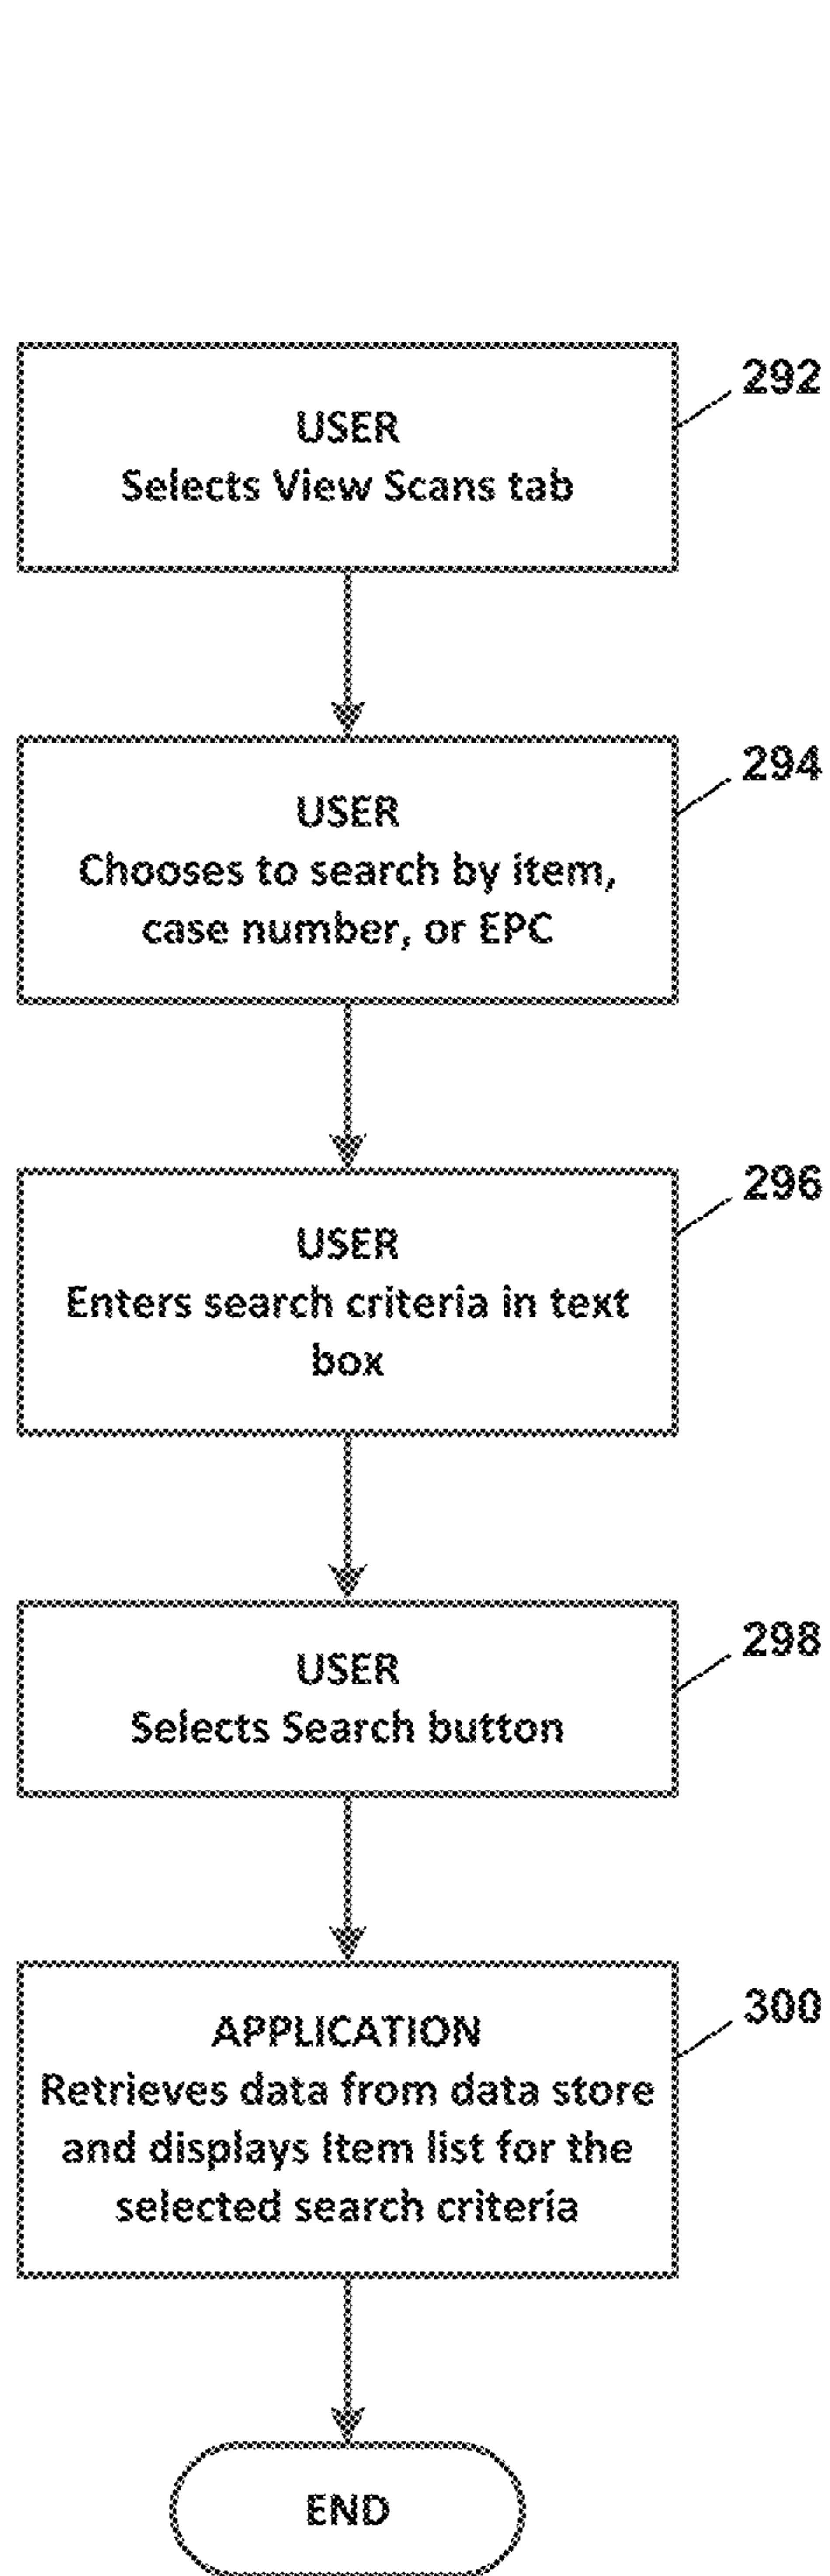 292
USER
Selects View Scans tab
294
USER
Chooses to search by item,
case number, or EPC
296
USER
Enters search criteria in text
box
298
USER
Selects Search button
300
APPLICATION
Retrieves data from data store
and displays Item list for the
selected search criteria
END